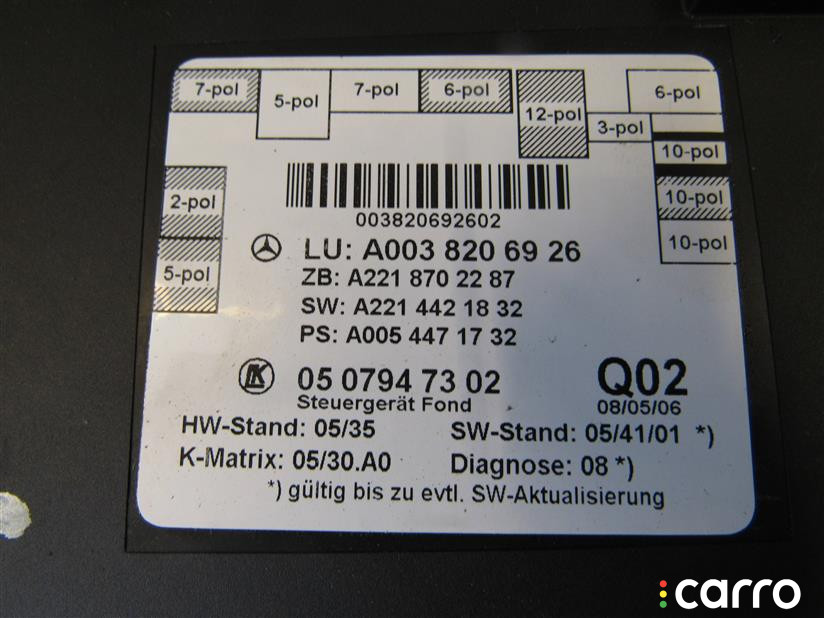 7-pol
5-pol
7-pol
6-pol
12-pol
3-pol
6-pol
10-pol
10-pol
10-pol
2-pol
5-pol
003820692602
LU: A003 820 69 26
ZB: A221 870 22 87
SW: A221 442 18 32
PS: A005 447 17 32
LK 05 0794 73 02
Steuergerät Fond
Q02
08/05/06
HW-Stand: 05/35
SW-Stand: 05/41/01 *)
K-Matrix: 05/30.A0
Diagnose: 08 *)
*) gültig bis zu evtl. SW-Aktualisierung
carro